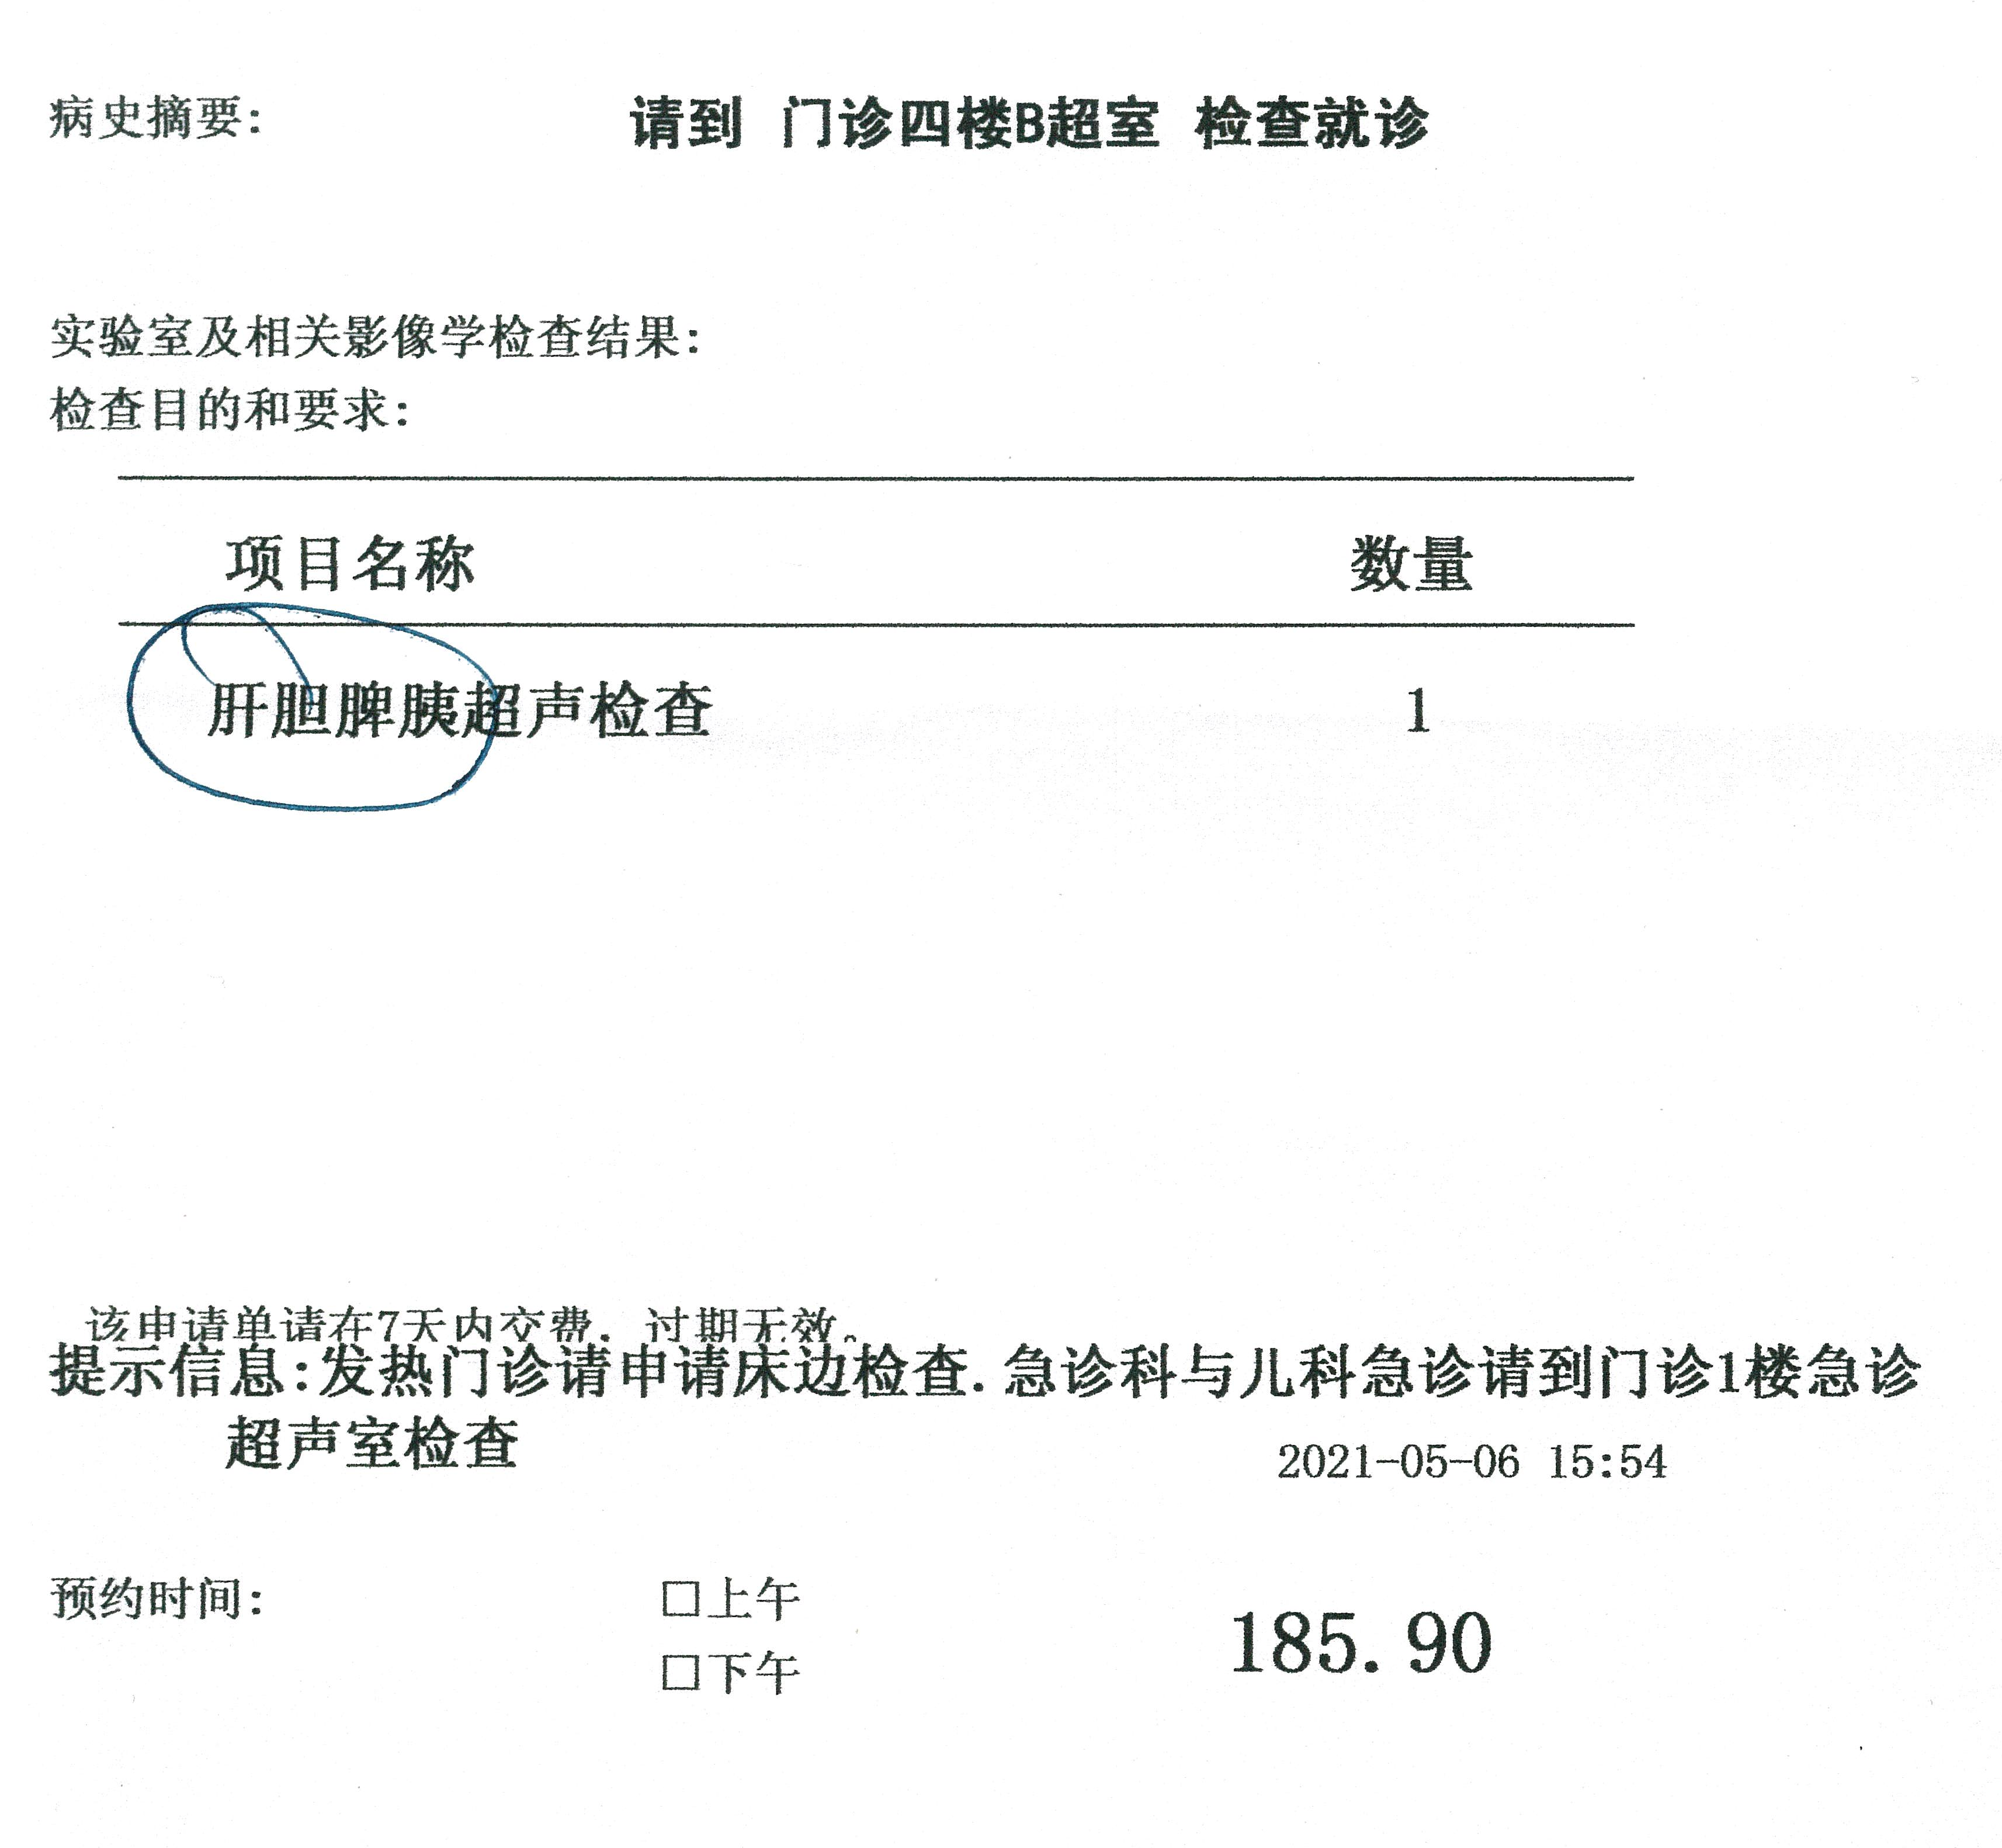 病史摘要: 请到 门诊四楼B超室 检查就诊
实验室及相关影像学检查结果:
检查目的和要求:
项目名称 数量
肝胆脾胰超声检查 1
该申请单请在7天内交费，过期无效。
提示信息:发热门诊请申请床边检查.急诊科与儿科急诊请到门诊1楼急诊
超声室检查 2021-05-06 15:54
预约时间: □上午
□下午 185.90